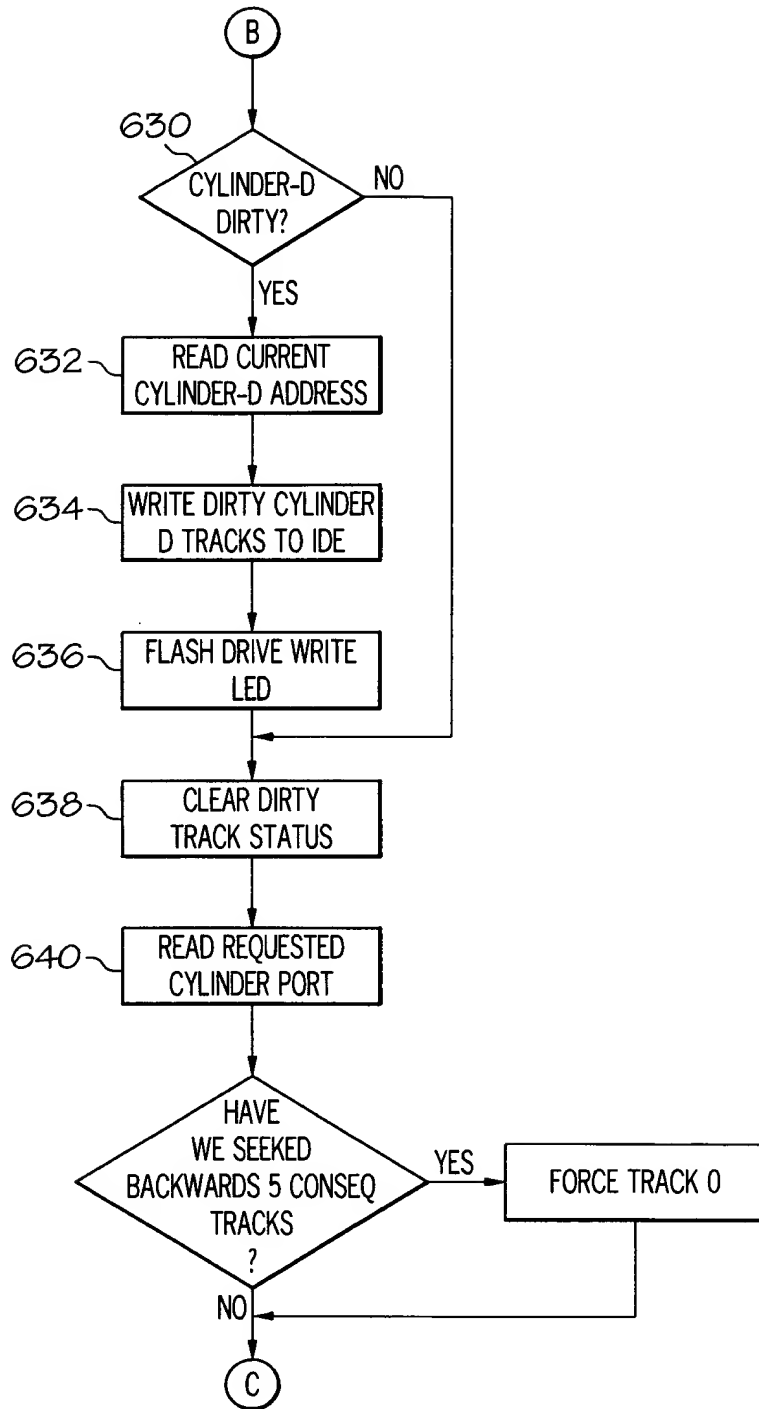 B
630
CYLINDER-D
DIRTY?
NO
YES
632
READ CURRENT
CYLINDER-D ADDRESS
634
WRITE DIRTY CYLINDER
D TRACKS TO IDE
636
FLASH DRIVE WRITE
LED
638
CLEAR DIRTY
TRACK STATUS
640
READ REQUESTED
CYLINDER PORT
HAVE
WE SEEKED
BACKWARDS 5 CONSEQ
TRACKS
?
YES
FORCE TRACK 0
NO
C